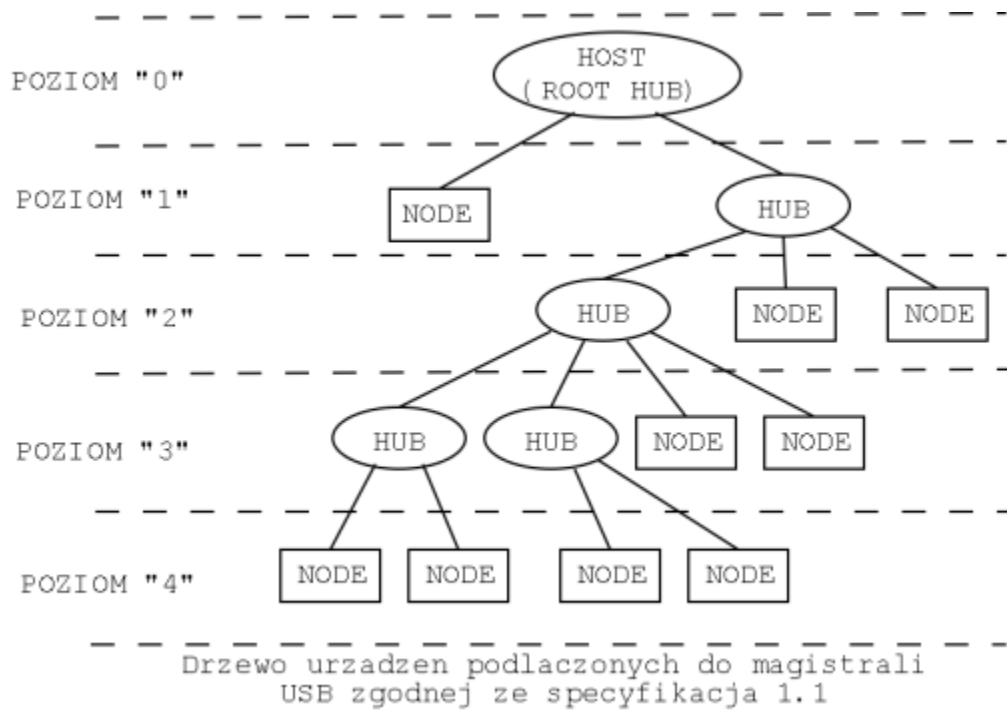 POZIOM "0"
HOST
( ROOT HUB)
POZIOM "1"
NODE
HUB
POZIOM "2"
HUB
NODE
NODE
POZIOM "3"
HUB
HUB
NODE
NODE
POZIOM "4"
NODE
NODE
NODE
NODE
Drzewo urzadzen podlaczonych do magistrali
USB zgodnej ze specyfikacja 1.1